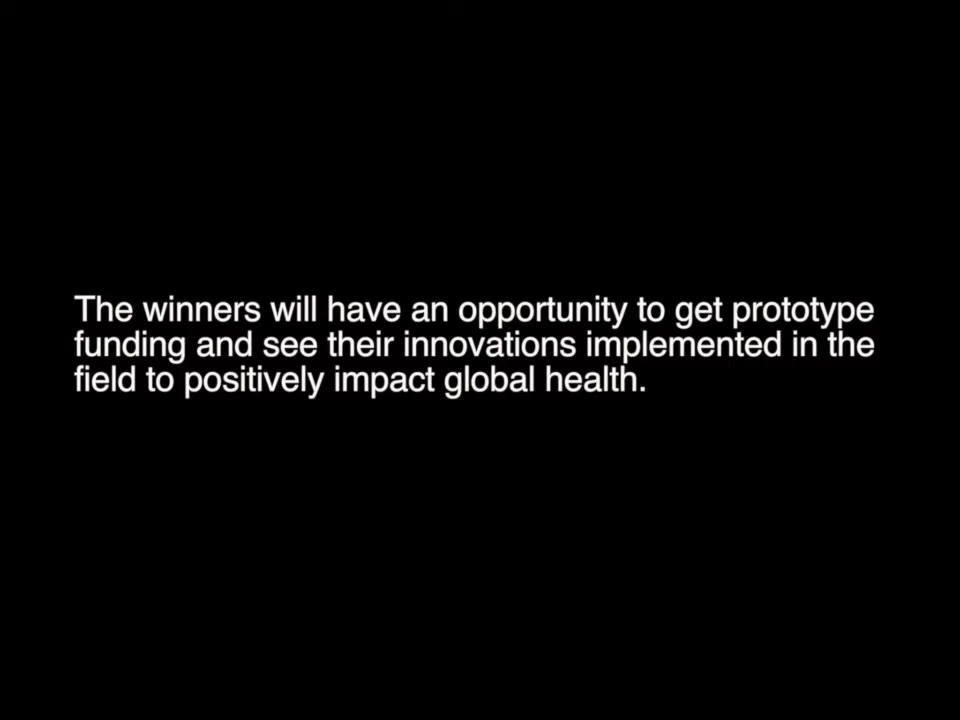 The winners will have an opportunity to get prototype
funding and see their innovations implemented in the
field to positively impact global health.